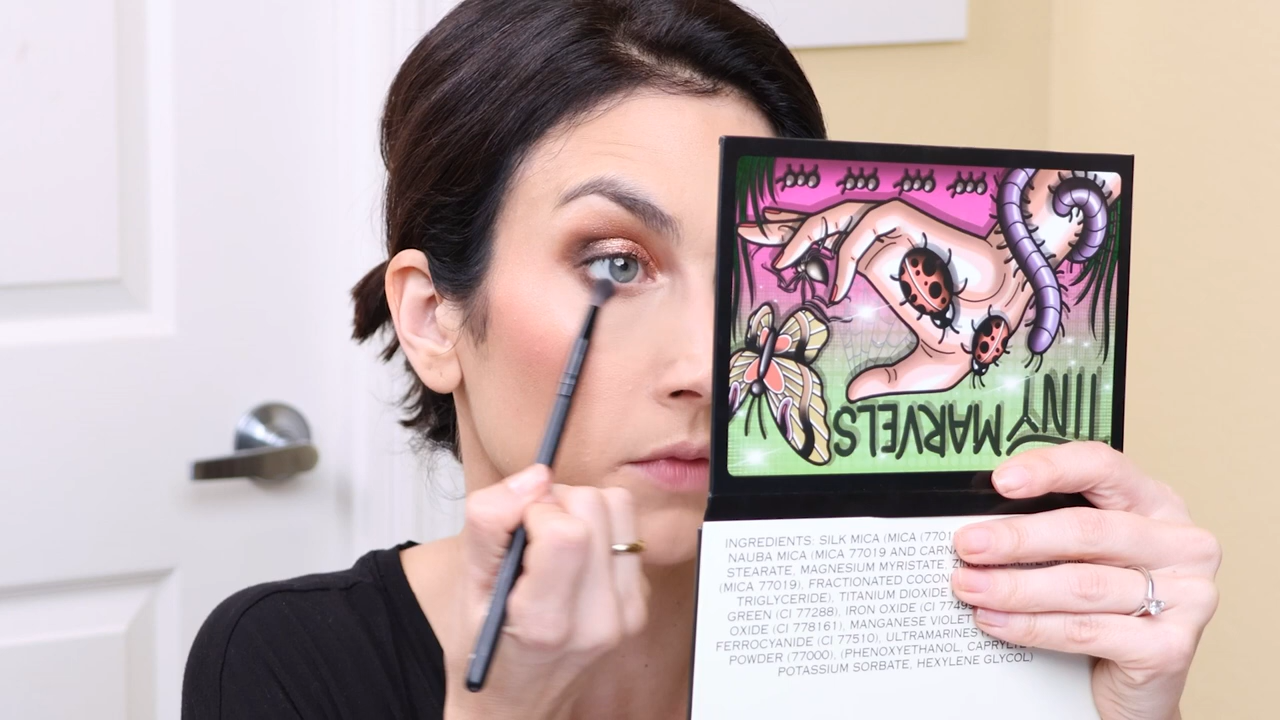 TINY MARVELS
INGREDIENTS: SILK MICA (MICA (7701
NAUBA MICA (MICA 77019 AND CARNA
STEARATE, MAGNESIUM MYRISTATE, ZINC
(MICA 77019), FRACTIONATED COCON
TRIGLYCERIDE), TITANIUM DIOXIDE
GREEN (CI 77288), IRON OXIDE (CI 7749
OXIDE (CI 778161), MANGANESE VIOLET
FERROCYANIDE (CI 77510), ULTRAMARINES
POWDER (77000), (PHENOXYETHANOL, CAPRYLY
POTASSIUM SORBATE, HEXYLENE GLYCOL)